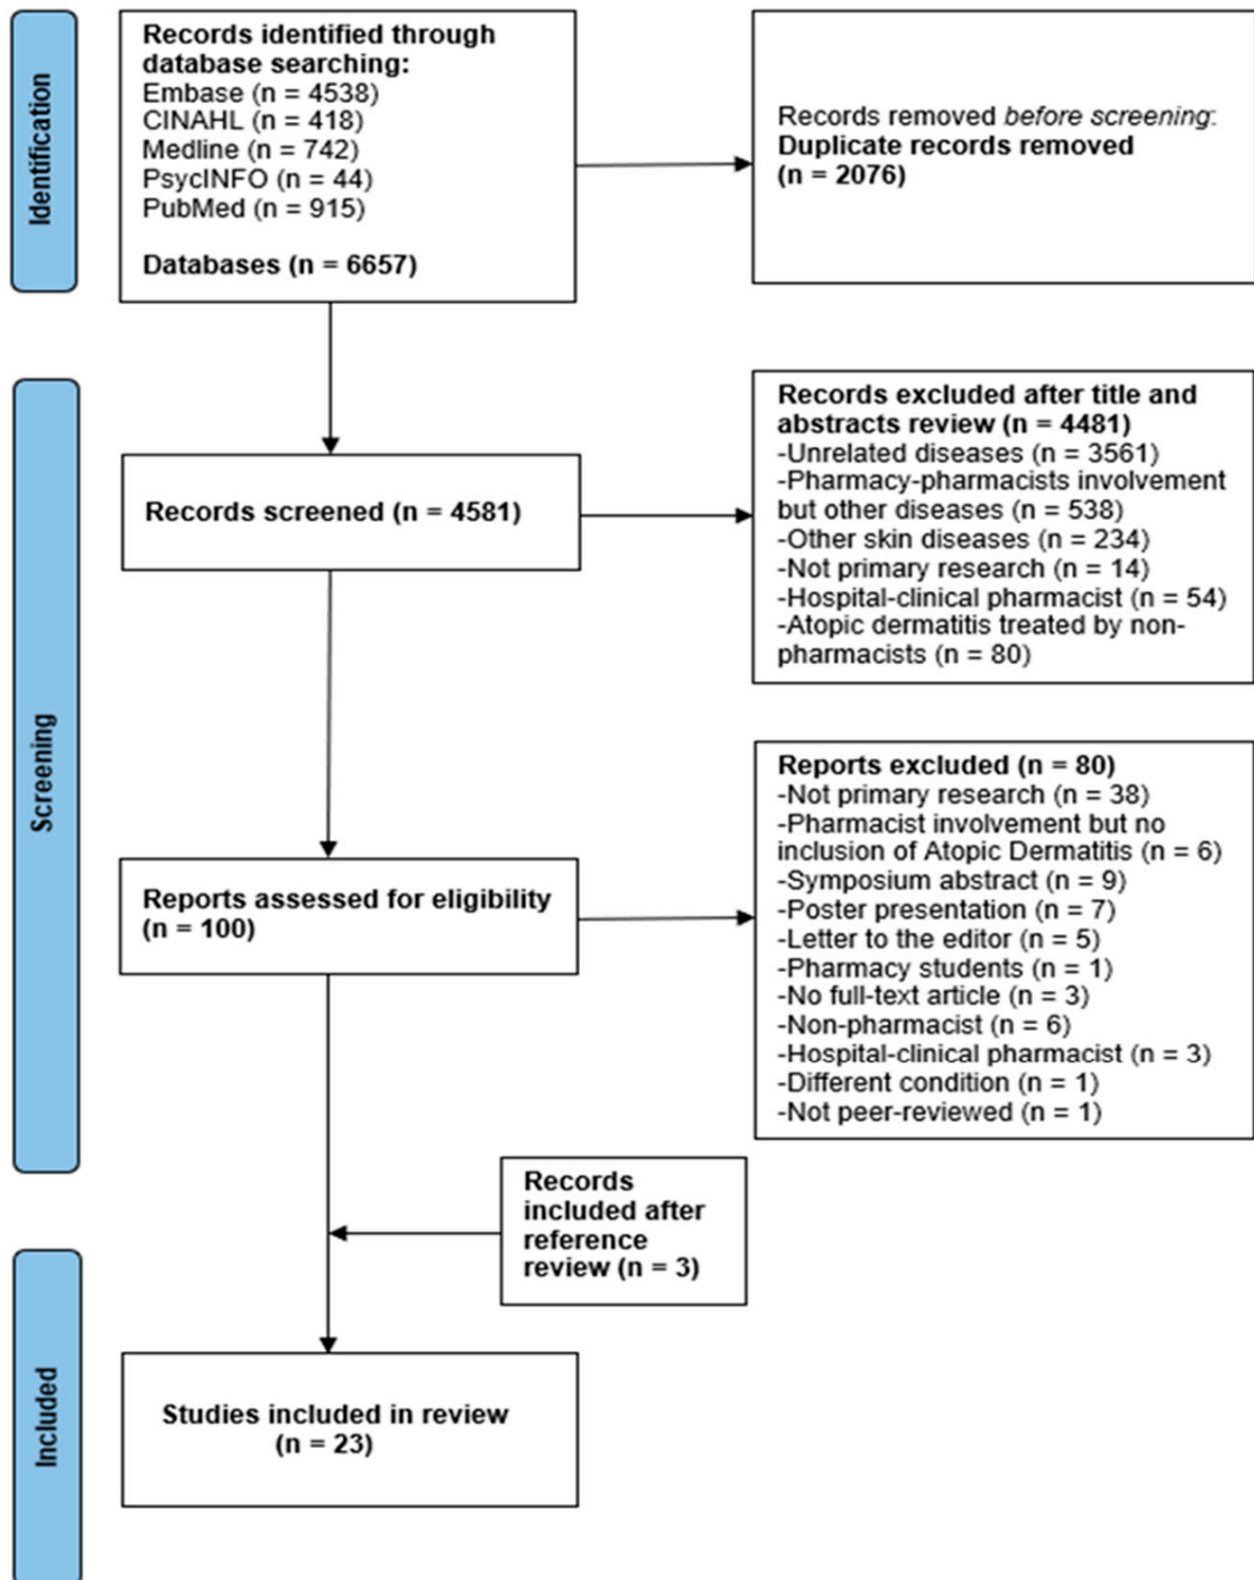 Identification
Records identified through
database searching:
Embase (n = 4538)
CINAHL (n = 418)
Medline (n = 742)
PsycINFO (n = 44)
PubMed (n = 915)
Databases (n = 6657)
Records removed before screening:
Duplicate records removed
(n = 2076)
Screening
Records screened (n = 4581)
Records excluded after title and
abstracts review (n = 4481)
-Unrelated diseases (n = 3561)
-Pharmacy-pharmacists involvement
but other diseases (n = 538)
-Other skin diseases (n = 234)
-Not primary research (n = 14)
-Hospital-clinical pharmacist (n = 54)
-Atopic dermatitis treated by non-
pharmacists (n = 80)
Reports assessed for eligibility
(n = 100)
Reports excluded (n = 80)
-Not primary research (n = 38)
-Pharmacist involvement but no
inclusion of Atopic Dermatitis (n = 6)
-Symposium abstract (n = 9)
-Poster presentation (n = 7)
-Letter to the editor (n = 5)
-Pharmacy students (n = 1)
-No full-text article (n = 3)
-Non-pharmacist (n = 6)
-Hospital-clinical pharmacist (n = 3)
-Different condition (n = 1)
-Not peer-reviewed (n = 1)
Records
included after
reference
review (n = 3)
Included
Studies included in review
(n = 23)